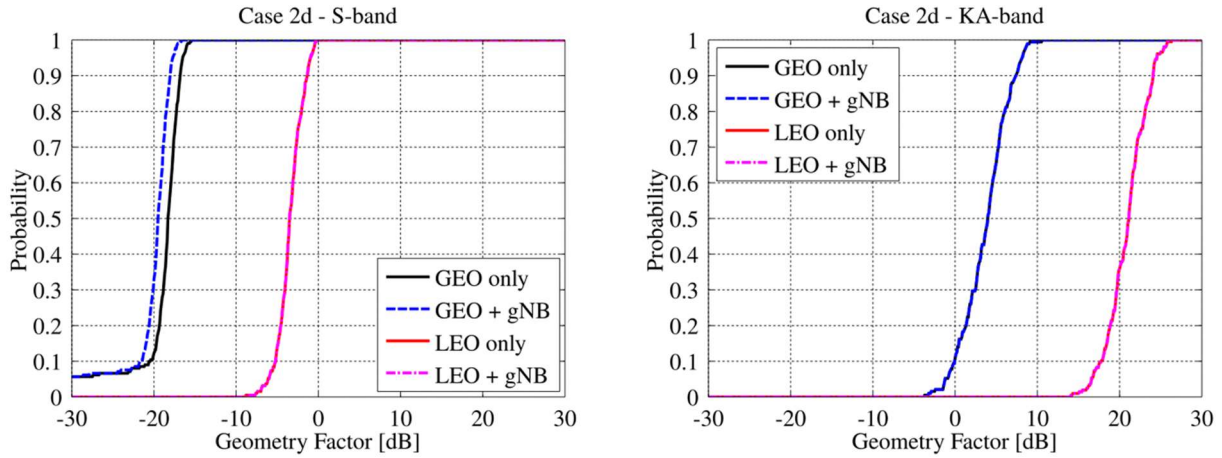 Case 2d - S-band
1
0.9
0.8
0.7
0.6
0.5
0.4
0.3
0.2
0.1
0
Probability
-30 -20 -10 0 10 20 30
Geometry Factor [dB]
GEO only
GEO + gNB
LEO only
LEO + gNB
Case 2d - KA-band
1
0.9
0.8
0.7
0.6
0.5
0.4
0.3
0.2
0.1
0
Probability
-30 -20 -10 0 10 20 30
Geometry Factor [dB]
GEO only
GEO + gNB
LEO only
LEO + gNB